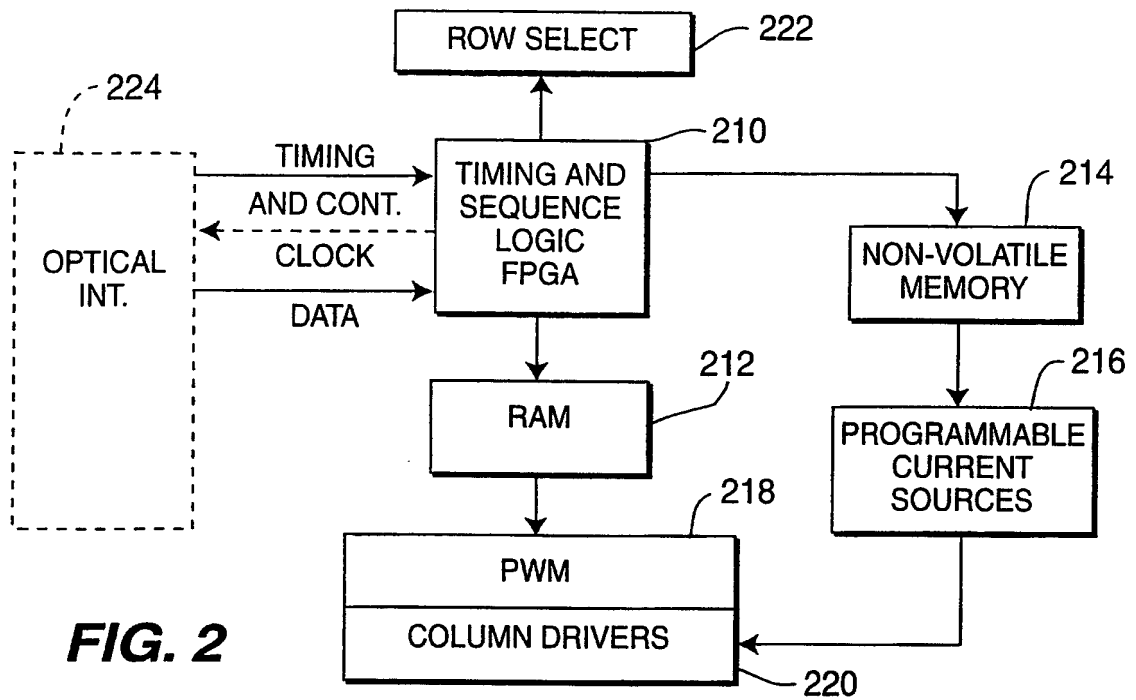 ROW SELECT
222
224
210
TIMING
AND CONT.
CLOCK
DATA
OPTICAL
INT.
TIMING AND
SEQUENCE
LOGIC
FPGA
214
NON-VOLATILE
MEMORY
212
RAM
216
PROGRAMMABLE
CURRENT
SOURCES
218
PWM
COLUMN DRIVERS
220
FIG. 2